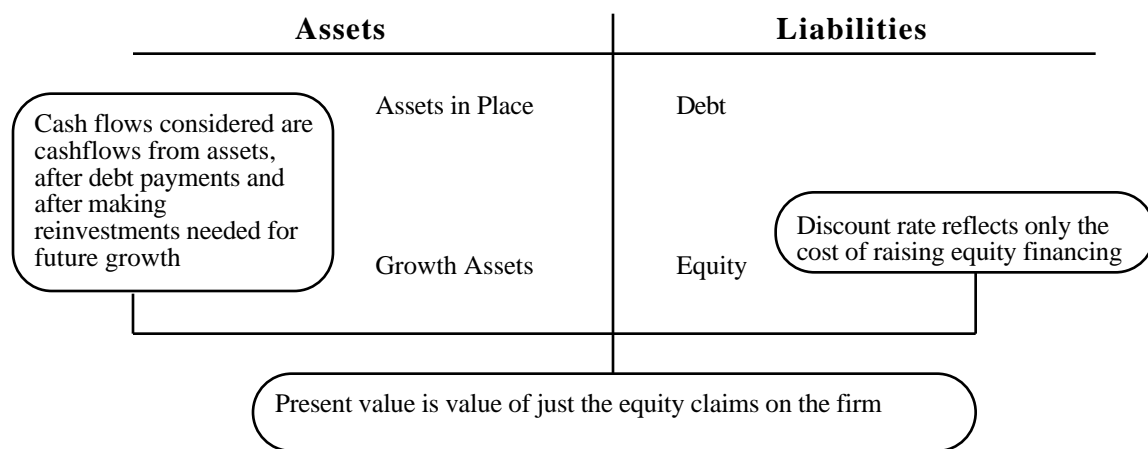 Assets
Liabilities
Assets in Place
Debt
Cash flows considered are
cashflows from assets,
after debt payments and
after making
reinvestments needed for
future growth
Growth Assets
Equity
Discount rate reflects only the
cost of raising equity financing
Present value is value of just the equity claims on the firm